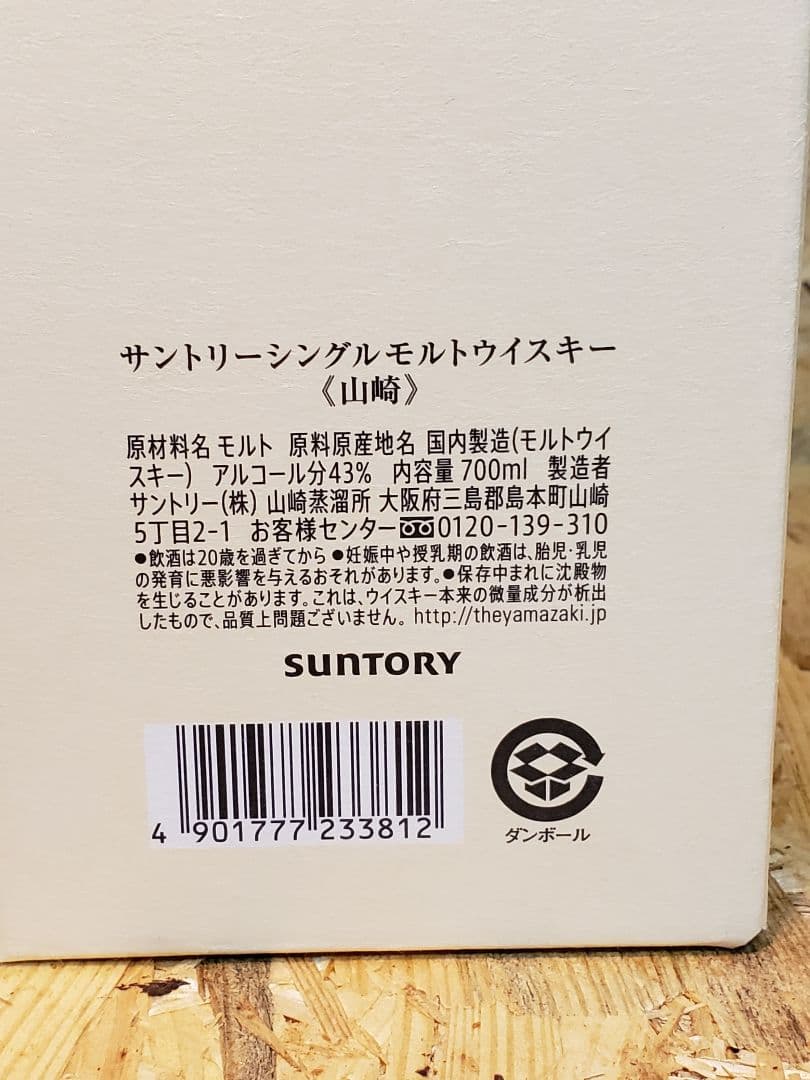 サントリーシングルモルトウイスキー
《山崎》
原材料名 モルト 原料原産地名 国内製造(モルトウイ
スキー) アルコール分43% 内容量 700ml 製造者
サントリー(株) 山崎蒸溜所 大阪府三島郡島本町山崎
5丁目2-1 お客様センター 0120-139-310
●飲酒は20歳を過ぎてから ●妊娠中や授乳期の飲酒は、胎児・乳児
の発育に悪影響を与えるおそれがあります。●保存中まれに沈殿物
を生じることがあります。これは、ウイスキー本来の微量成分が析出
したもので、品質上問題ございません。 http://theyamazaki.jp
SUNTORY
4 901777 233812
ダンボール